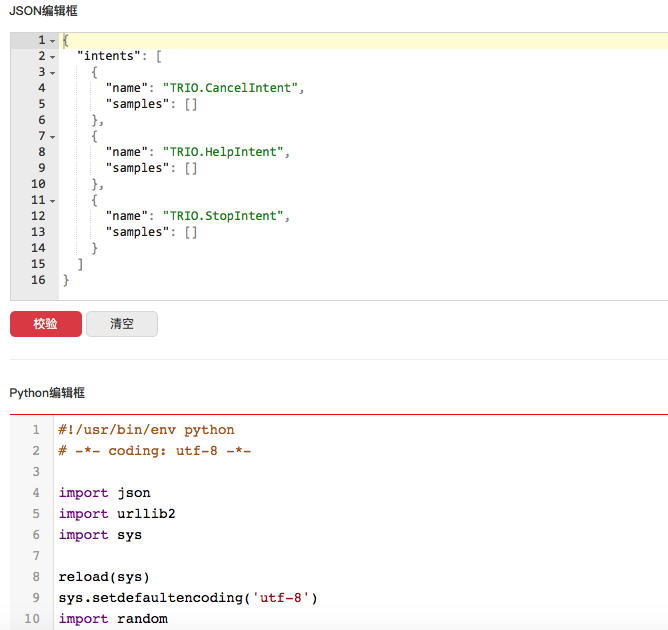 JSON编辑框
1 {
2 "intents": [
3 {
4 "name": "TRIO.CancelIntent",
5 "samples": []
6 },
7 {
8 "name": "TRIO.HelpIntent",
9 "samples": []
10 },
11 {
12 "name": "TRIO.StopIntent",
13 "samples": []
14 }
15 ]
16 }
校验 清空
Python编辑框
1 #!/usr/bin/env python
2 # -*- coding: utf-8 -*-
3
4 import json
5 import urllib2
6 import sys
7
8 reload(sys)
9 sys.setdefaultencoding('utf-8')
10 import random